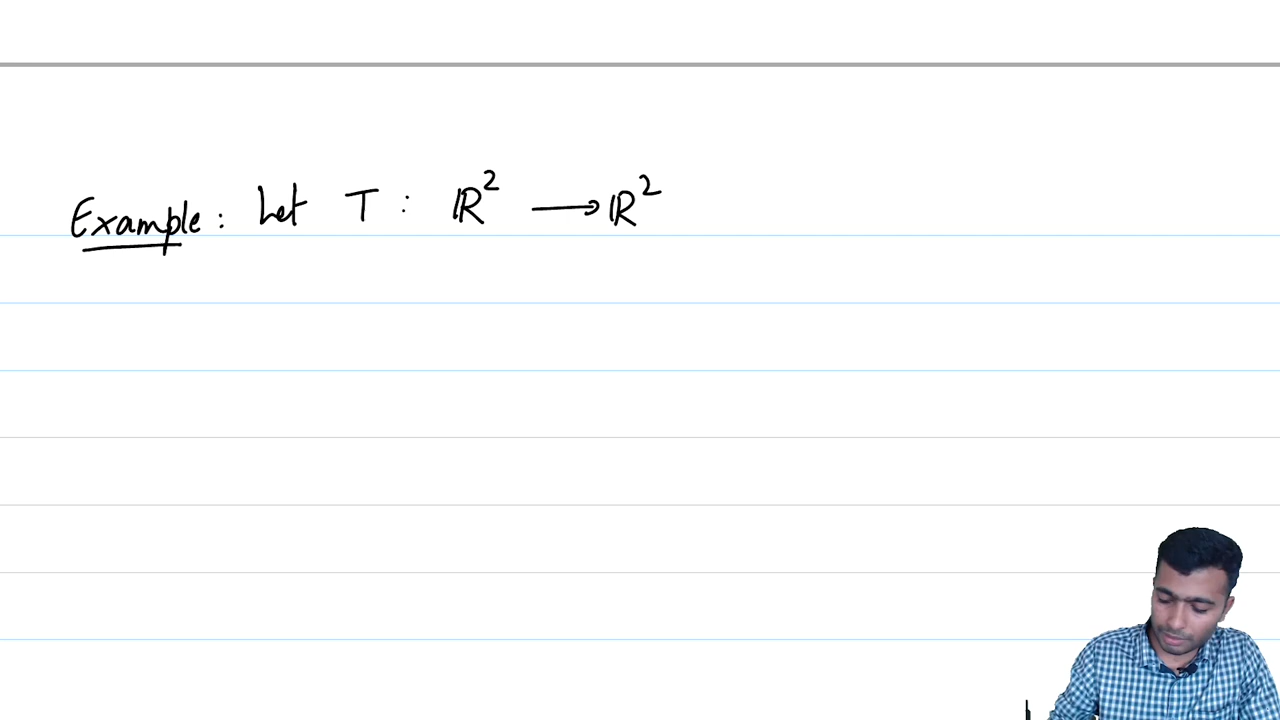 Example: Let T: ℝ² ⟶ ℝ²